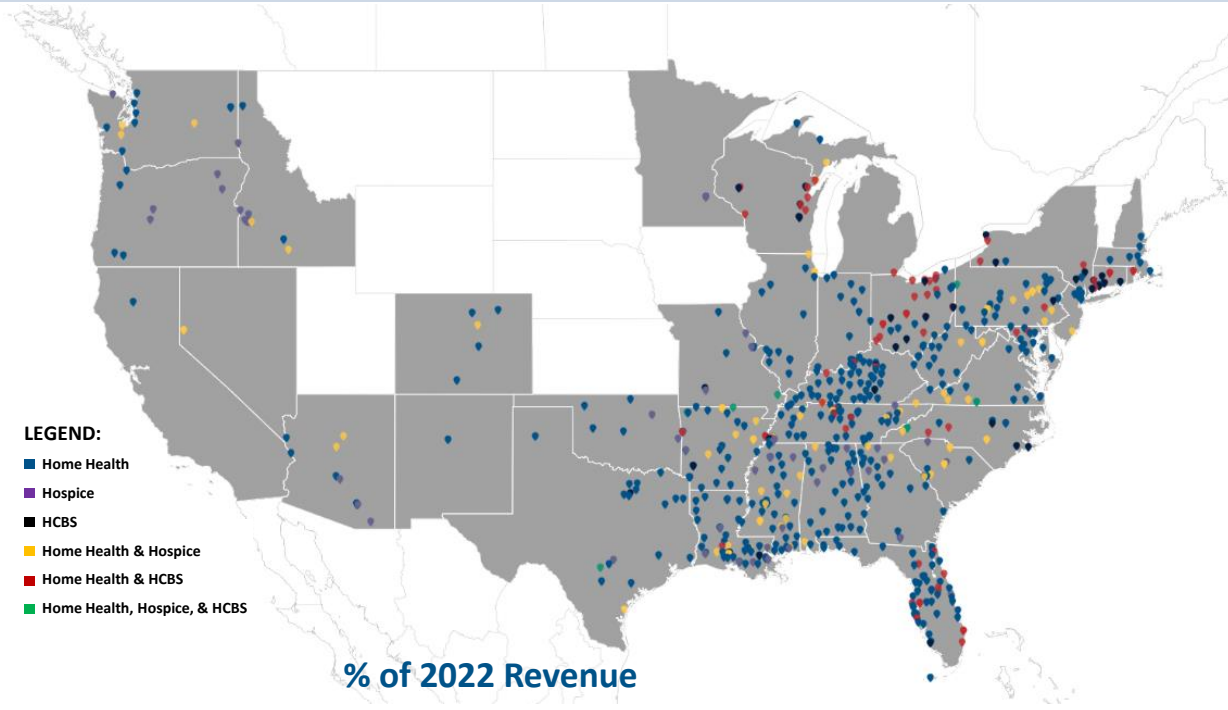 LEGEND:
Home Health
Hospice
HCBS
Home Health & Hospice
Home Health & HCBS
Home Health, Hospice, & HCBS
% of 2022 Revenue